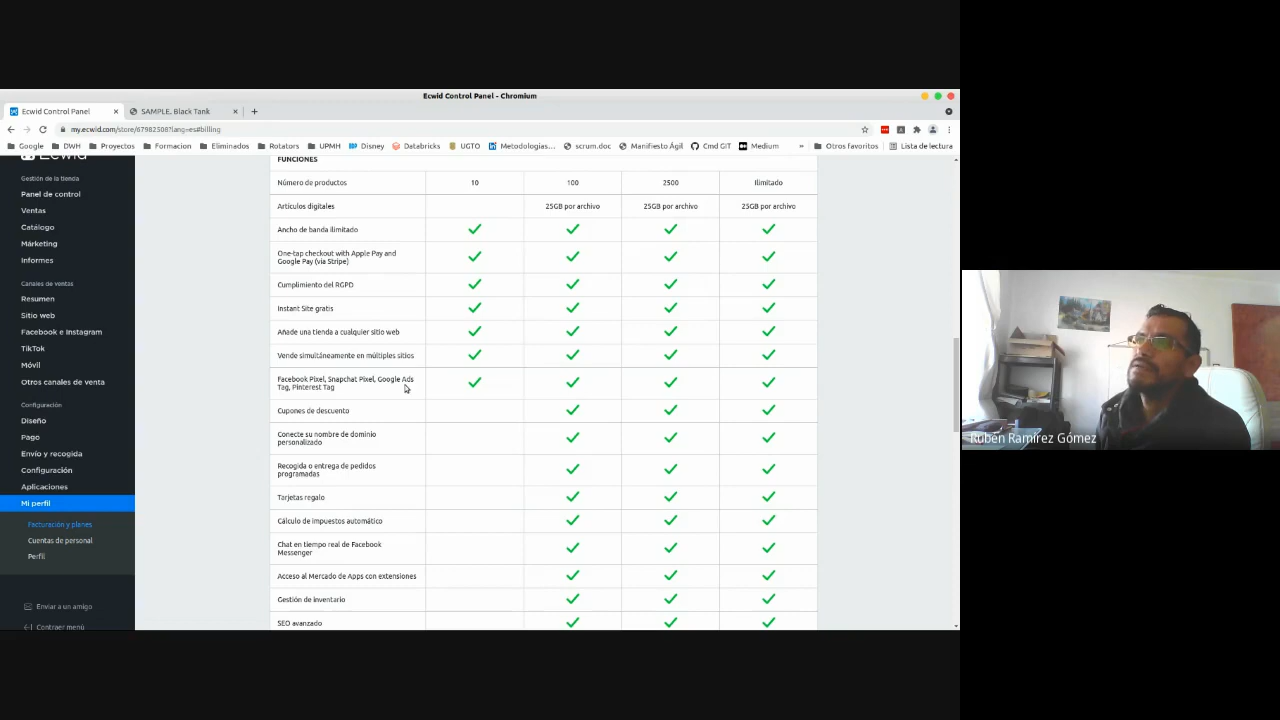 Ecwid Control Panel - Chromium
Ecwid Control Panel
SAMPLE. Black Tank
my.ecwid.com/store/67982508?lang=es#billing
Google DWH Proyectos Formacion Eliminados Rotators UPMH Disney Databricks UGTO Metodologias... scrum.doc Manifiesto Ágil Cmd GIT Medium » Otros favoritos Lista de lectura
Ecwid
Gestión de la tienda
Panel de control
Ventas
Catálogo
Márketing
Informes
Canales de ventas
Resumen
Sitio web
Facebook e Instagram
TikTok
Móvil
Otros canales de venta
Configuración
Diseño
Pago
Envío y recogida
Configuración
Aplicaciones
Mi perfil
Facturación y planes
Cuentas de personal
Perfil
Enviar a un amigo
Contraer menú
FUNCIONES
Número de productos 10 100 2500 Ilimitado
Artículos digitales 25GB por archivo 25GB por archivo 25GB por archivo
Ancho de banda ilimitado
One-tap checkout with Apple Pay and
Google Pay (via Stripe)
Cumplimiento del RGPD
Instant Site gratis
Añade una tienda a cualquier sitio web
Vende simultáneamente en múltiples sitios
Facebook Pixel, Snapchat Pixel, Google Ads
Tag, Pinterest Tag
Cupones de descuento
Conecte su nombre de dominio
personalizado
Recogida o entrega de pedidos
programadas
Tarjetas regalo
Cálculo de impuestos automático
Chat en tiempo real de Facebook
Messenger
Acceso al Mercado de Apps con extensiones
Gestión de inventario
SEO avanzado
Rubén Ramírez Gómez